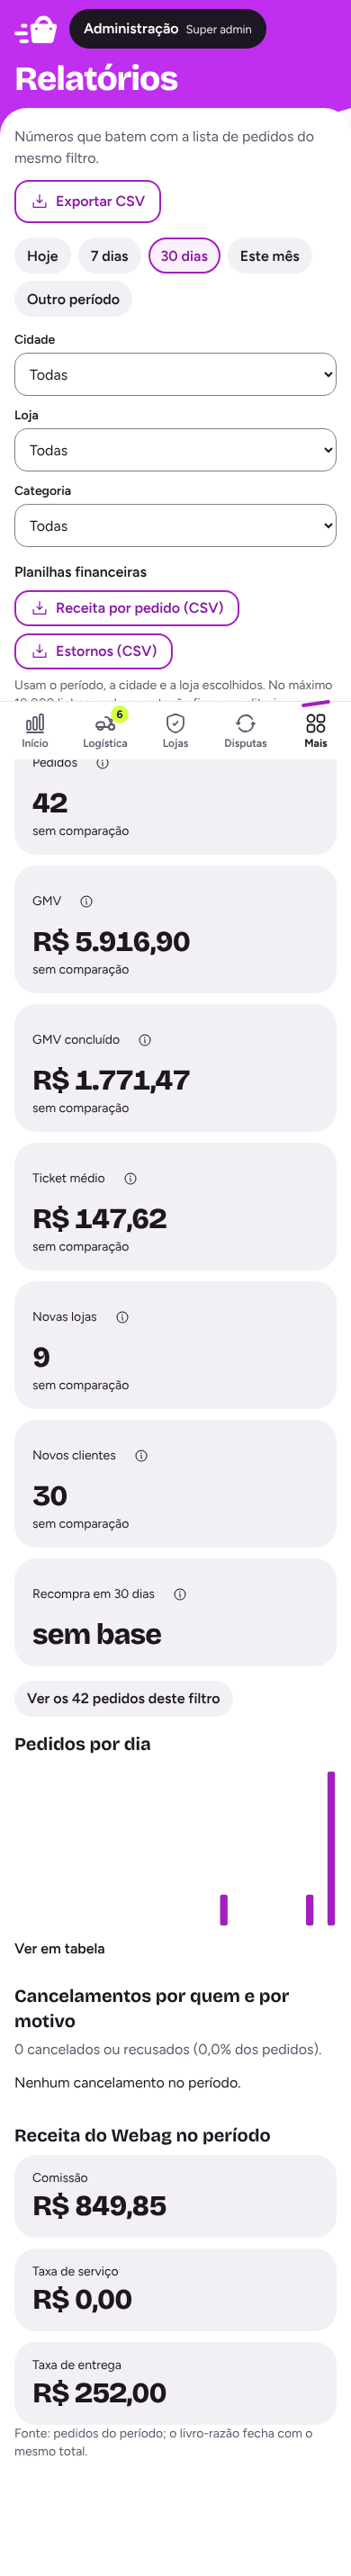 Administração Super admin
Relatórios
Números que batem com a lista de pedidos do
mesmo filtro.
Exportar CSV
Hoje
7 dias
30 dias
Este mês
Outro período
Cidade
Todas
Loja
Todas
Categoria
Todas
Planilhas financeiras
Receita por pedido (CSV)
Estornos (CSV)
Usam o período, a cidade e a loja escolhidos. No máximo
6
Início
Logística
Lojas
Disputas
Mais
Pedidos
42
sem comparação
GMV
R$ 5.916,90
sem comparação
GMV concluído
R$ 1.771,47
sem comparação
Ticket médio
R$ 147,62
sem comparação
Novas lojas
9
sem comparação
Novos clientes
30
sem comparação
Recompra em 30 dias
sem base
Ver os 42 pedidos deste filtro
Pedidos por dia
Ver em tabela
Cancelamentos por quem e por
motivo
0 cancelados ou recusados (0,0% dos pedidos).
Nenhum cancelamento no período.
Receita do Webag no período
Comissão
R$ 849,85
Taxa de serviço
R$ 0,00
Taxa de entrega
R$ 252,00
Fonte: pedidos do período; o livro-razão fecha com o
mesmo total.